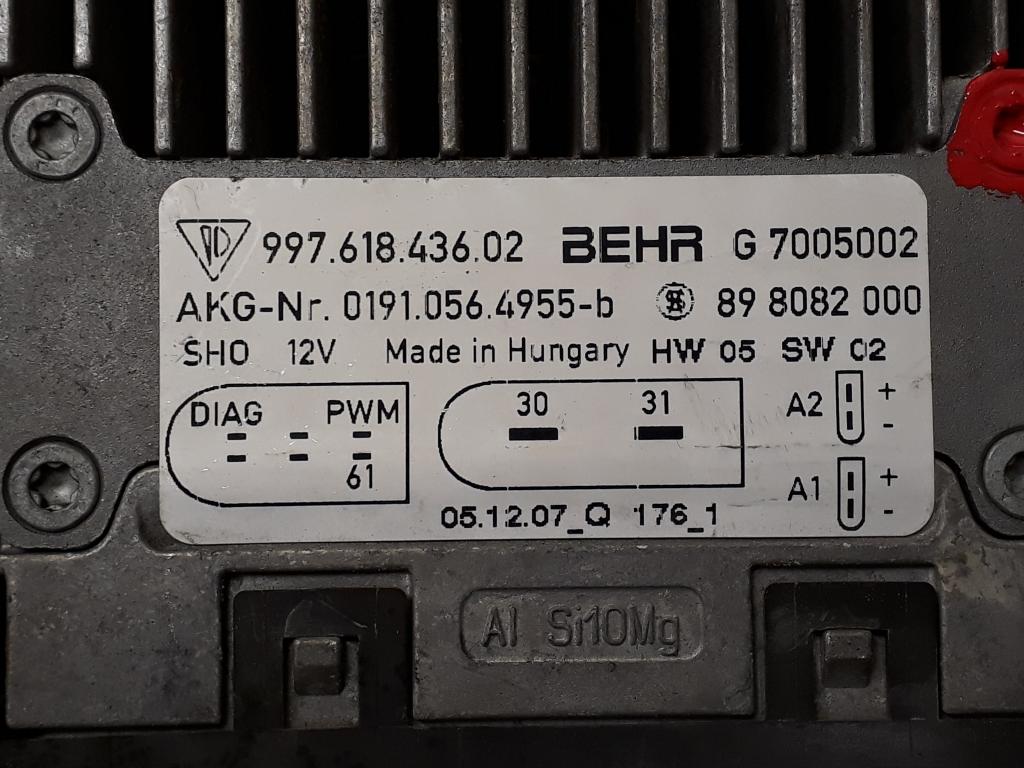 997.618.436.02 BEHR G 7005002
AKG-Nr. 0191.056.4955-b 89 8082 000
SHO 12V Made in Hungary HW 05 SW 02
DIAG PWM
61
30 31
A2 + -
A1 + -
05.12.07_Q 176_1
Al Si10Mg